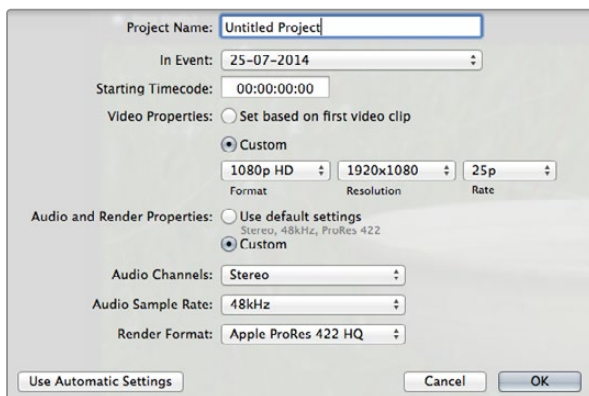 Project Name: Untitled Project
In Event: 25-07-2014
Starting Timecode: 00:00:00:00
Video Properties: Set based on first video clip
Custom
1080p HD 1920x1080 25p
Format Resolution Rate
Audio and Render Properties: Use default settings
Stereo, 48kHz, ProRes 422
Custom
Audio Channels: Stereo
Audio Sample Rate: 48kHz
Render Format: Apple ProRes 422 HQ
Use Automatic Settings Cancel OK